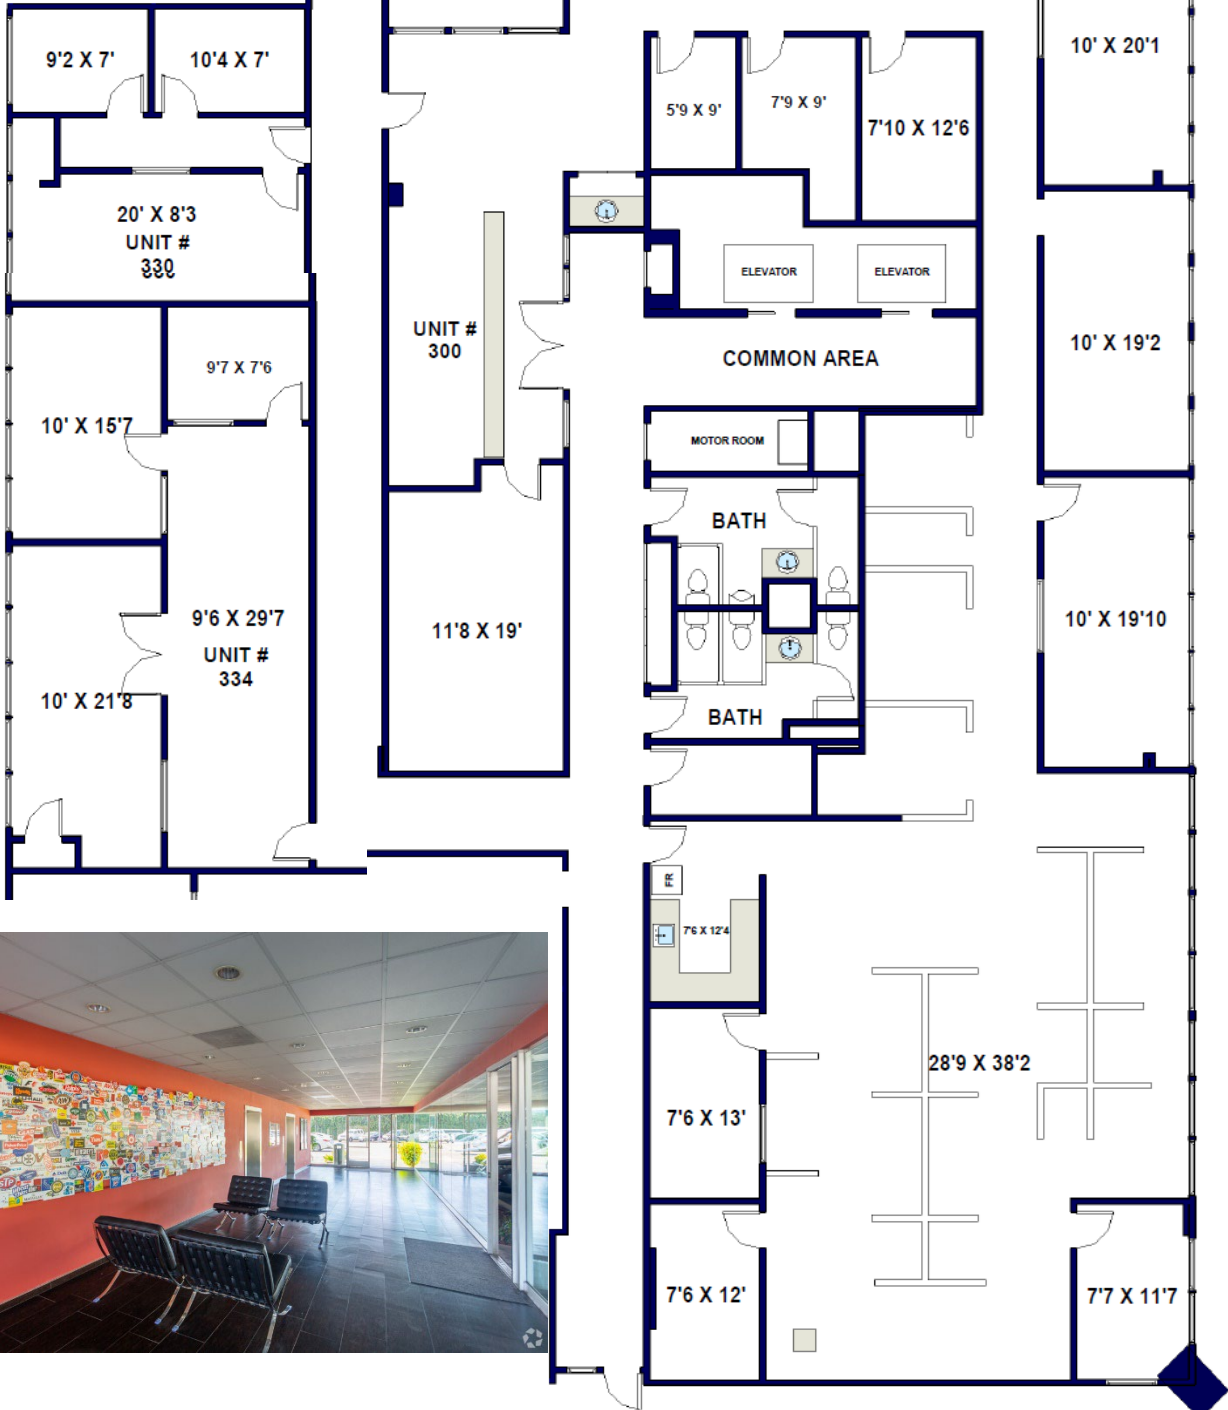 9'2 X 7'
10'4 X 7'
20' X 8'3
UNIT #
330
9'7 X 7'6
10' X 15'7
9'6 X 29'7
UNIT #
334
10' X 21'8
UNIT #
300
11'8 X 19'
5'9 X 9'
7'9 X 9'
7'10 X 12'6
ELEVATOR
ELEVATOR
COMMON AREA
MOTOR ROOM
BATH
BATH
FR
7'6 X 12'4
7'6 X 13'
7'6 X 12'
28'9 X 38'2
7'7 X 11'7
10' X 20'1
10' X 19'2
10' X 19'10